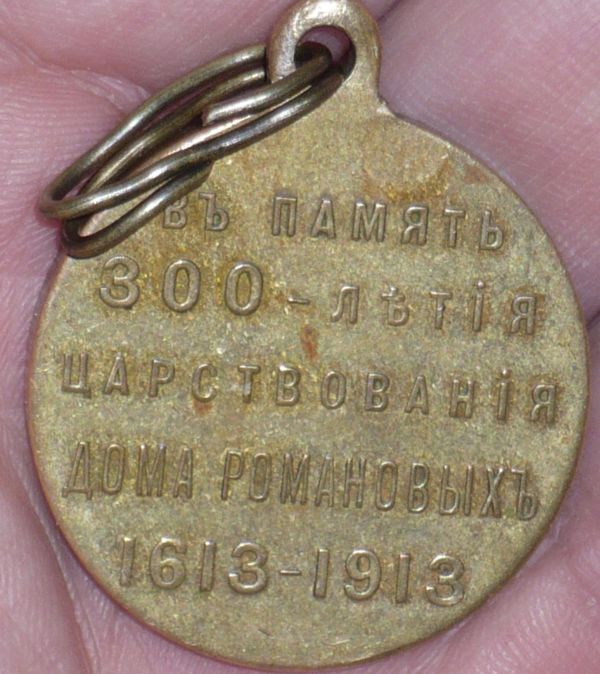 ВЪ ПАМЯТЬ
300-ЛѢТІЯ
ЦАРСТВОВАНІЯ
ДОМА РОМАНОВЫХЪ
1613-1913